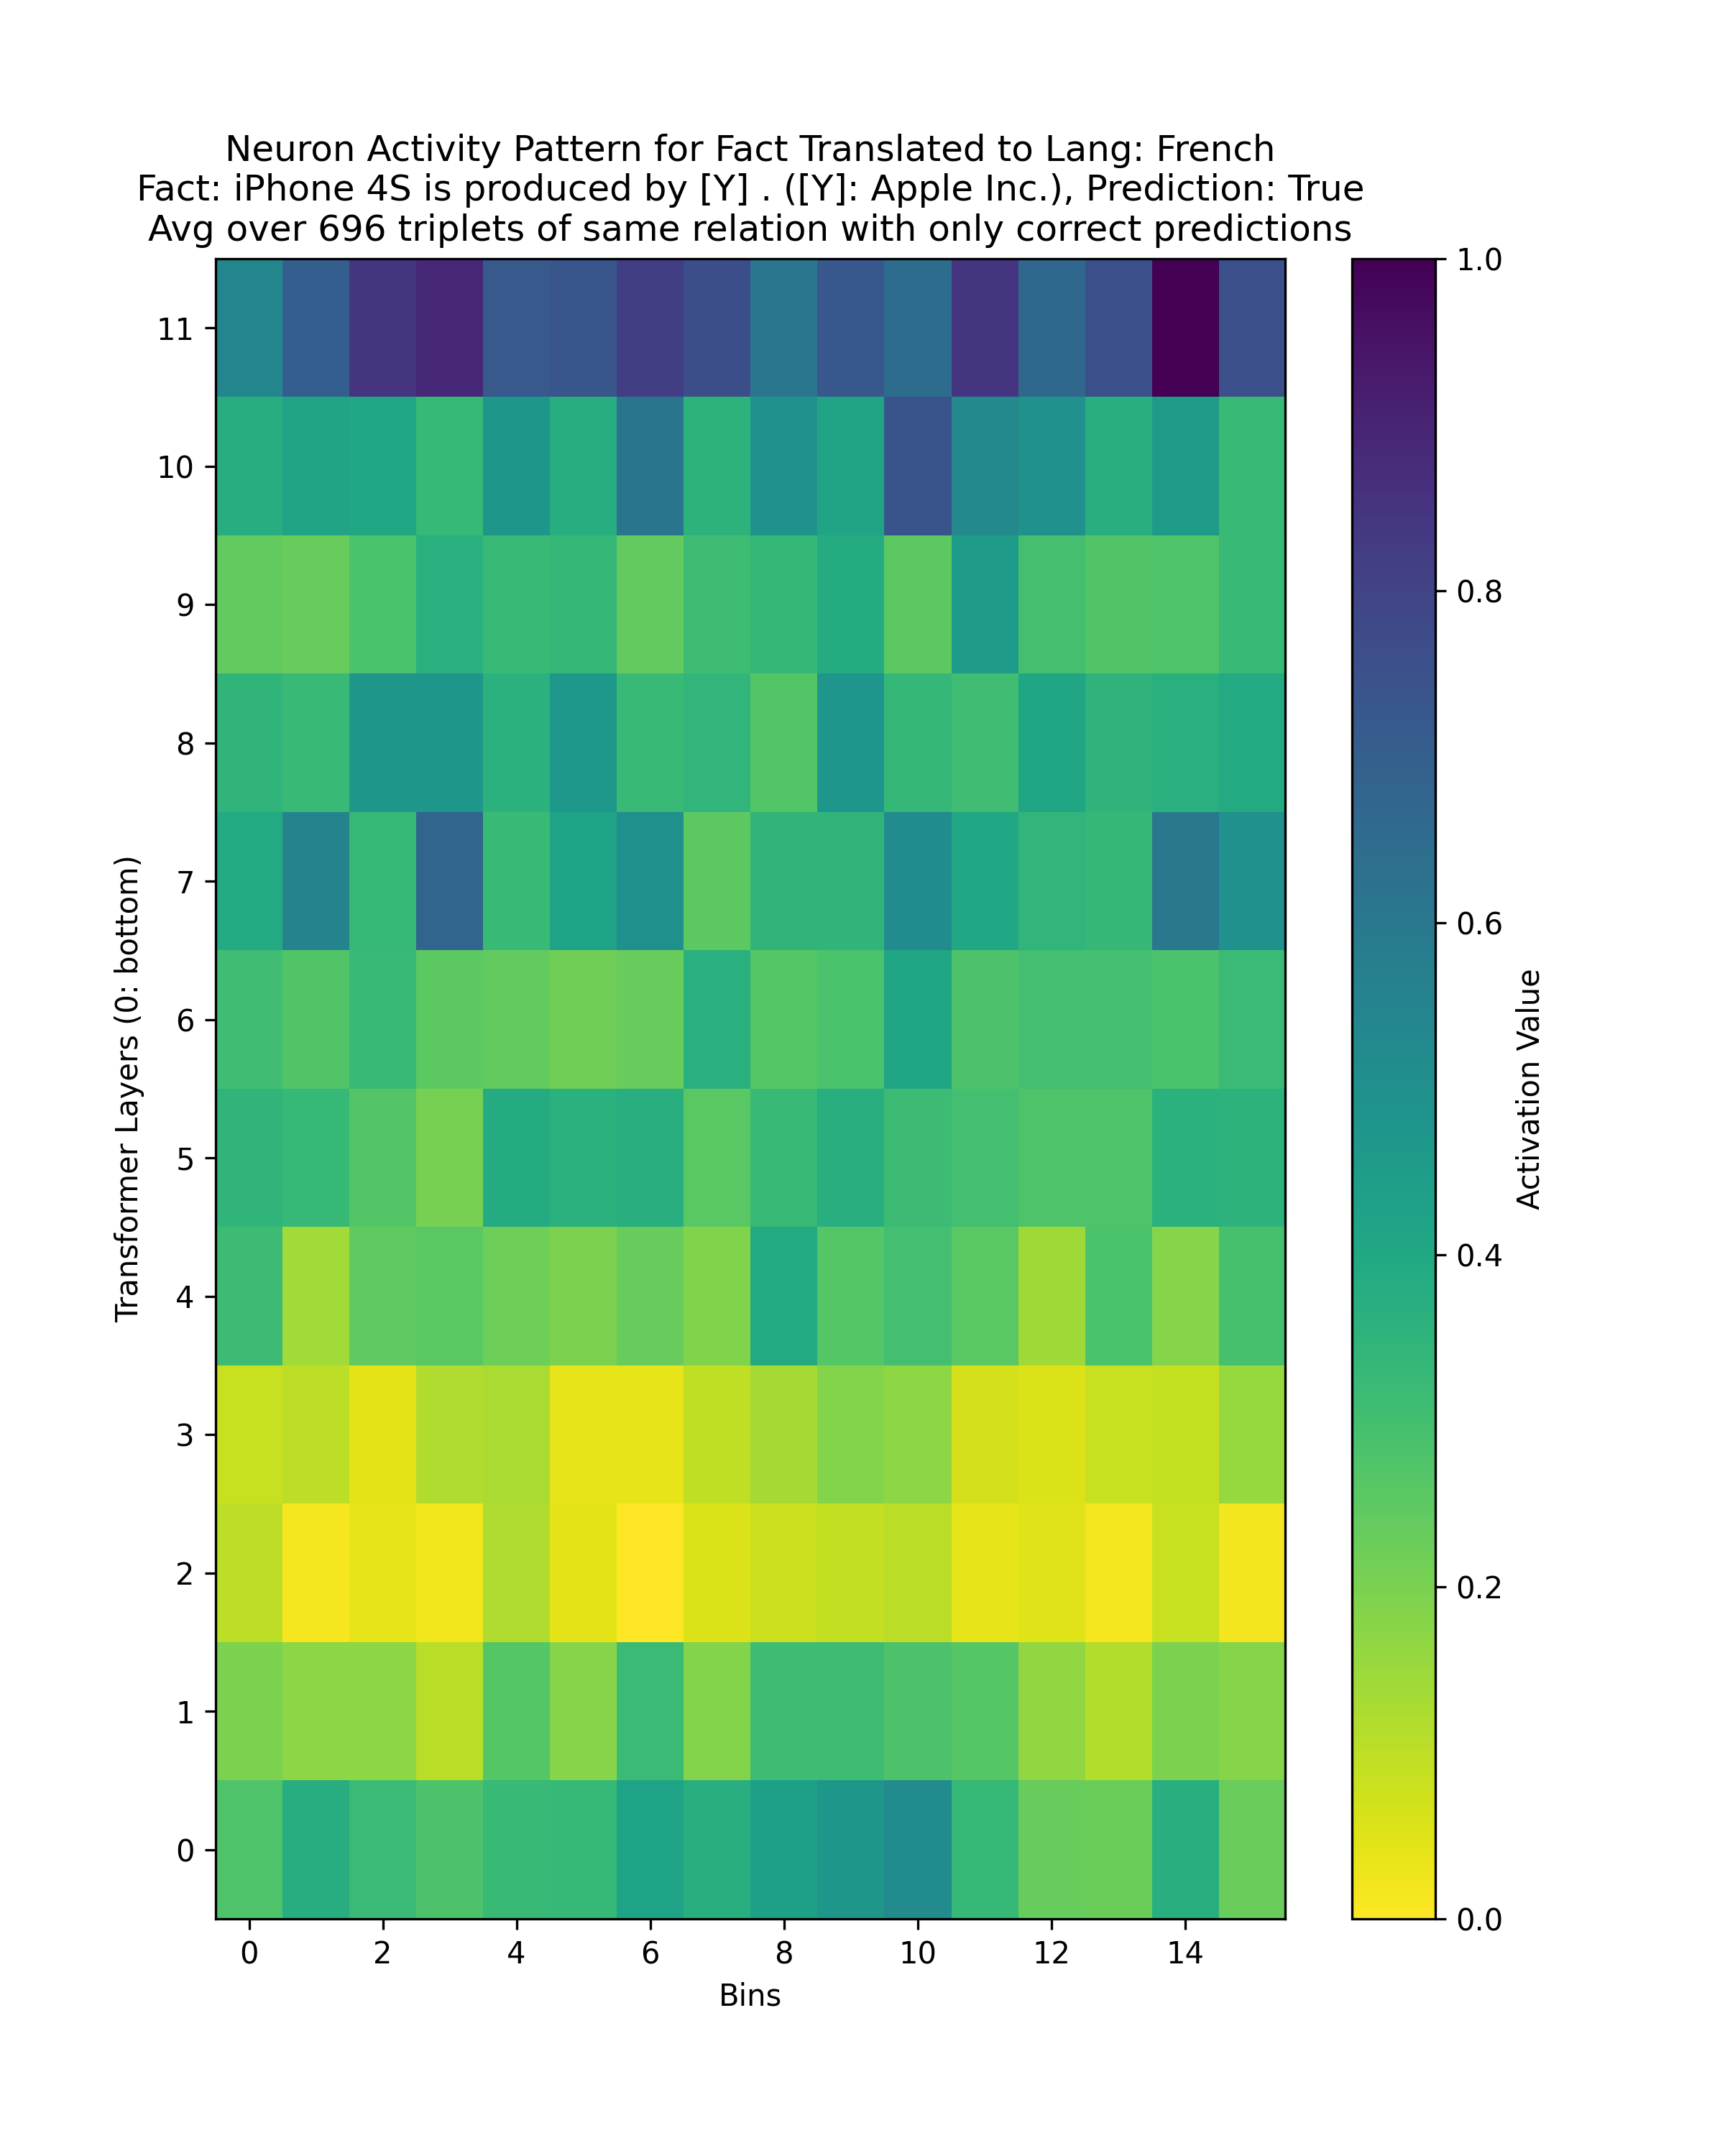 Neuron Activity Pattern for Fact Translated to Lang: French
Fact: iPhone 4S is produced by [Y] . ([Y]: Apple Inc.), Prediction: True
Avg over 696 triplets of same relation with only correct predictions
11
10
9
8
7
6
5
4
3
2
1
0
Transformer Layers (0: bottom)
0 2 4 6 8 10 12 14
Bins
1.0
0.8
0.6
0.4
0.2
0.0
Activation Value